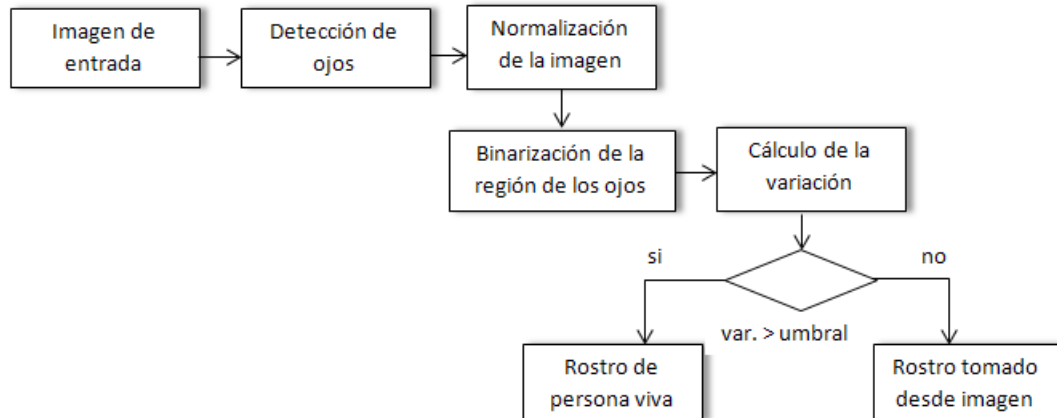 Imagen de
entrada
Detección de
ojos
Normalización
de la imagen
Binarización de la
región de los ojos
Cálculo de la
variación
si
no
var. > umbral
Rostro de
persona viva
Rostro tomado
desde imagen